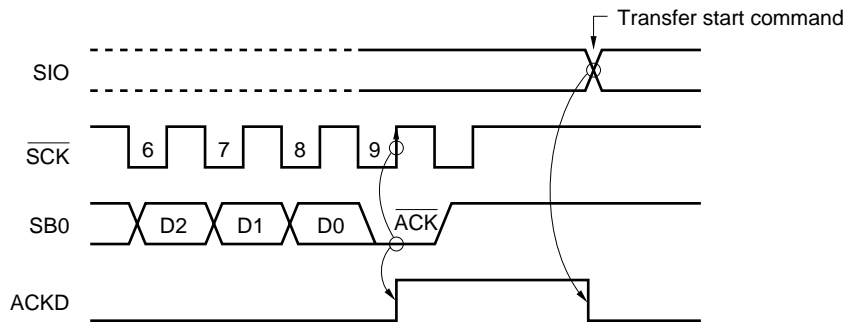 Transfer start command
SIO
SCK
6 7 8 9
SB0
D2 D1 D0 ACK
ACKD